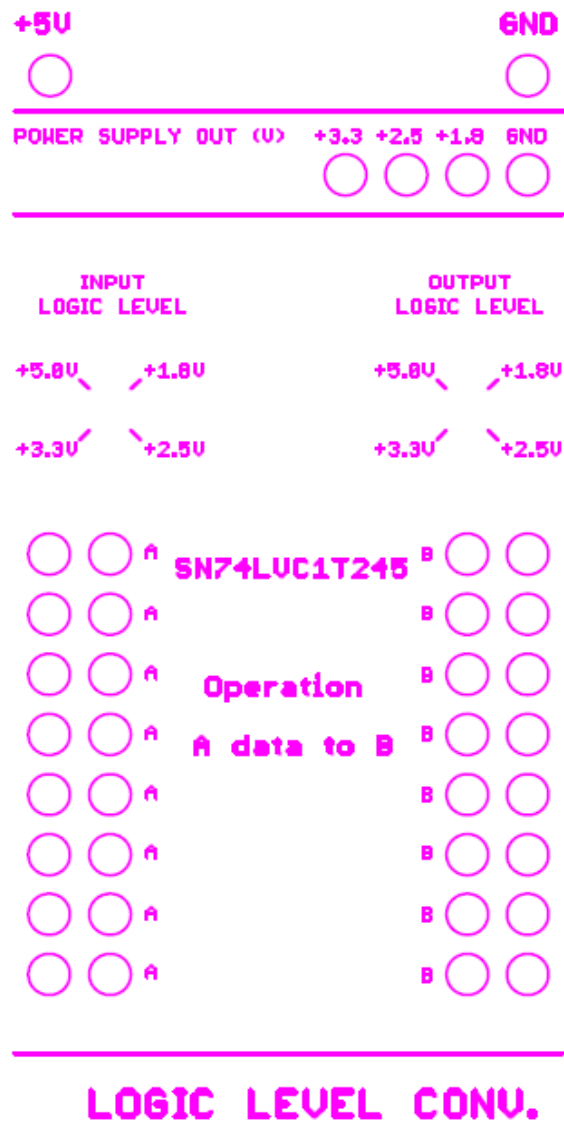 +5V GND
POWER SUPPLY OUT (V) +3.3 +2.5 +1.8 GND
INPUT OUTPUT
LOGIC LEVEL LOGIC LEVEL
+5.0V +1.8V +5.0V +1.8V
+3.3V +2.5V +3.3V +2.5V
A SN74LVC1T245 B
A B
A Operation B
A A data to B B
A B
A B
A B
A B
LOGIC LEVEL CONV.